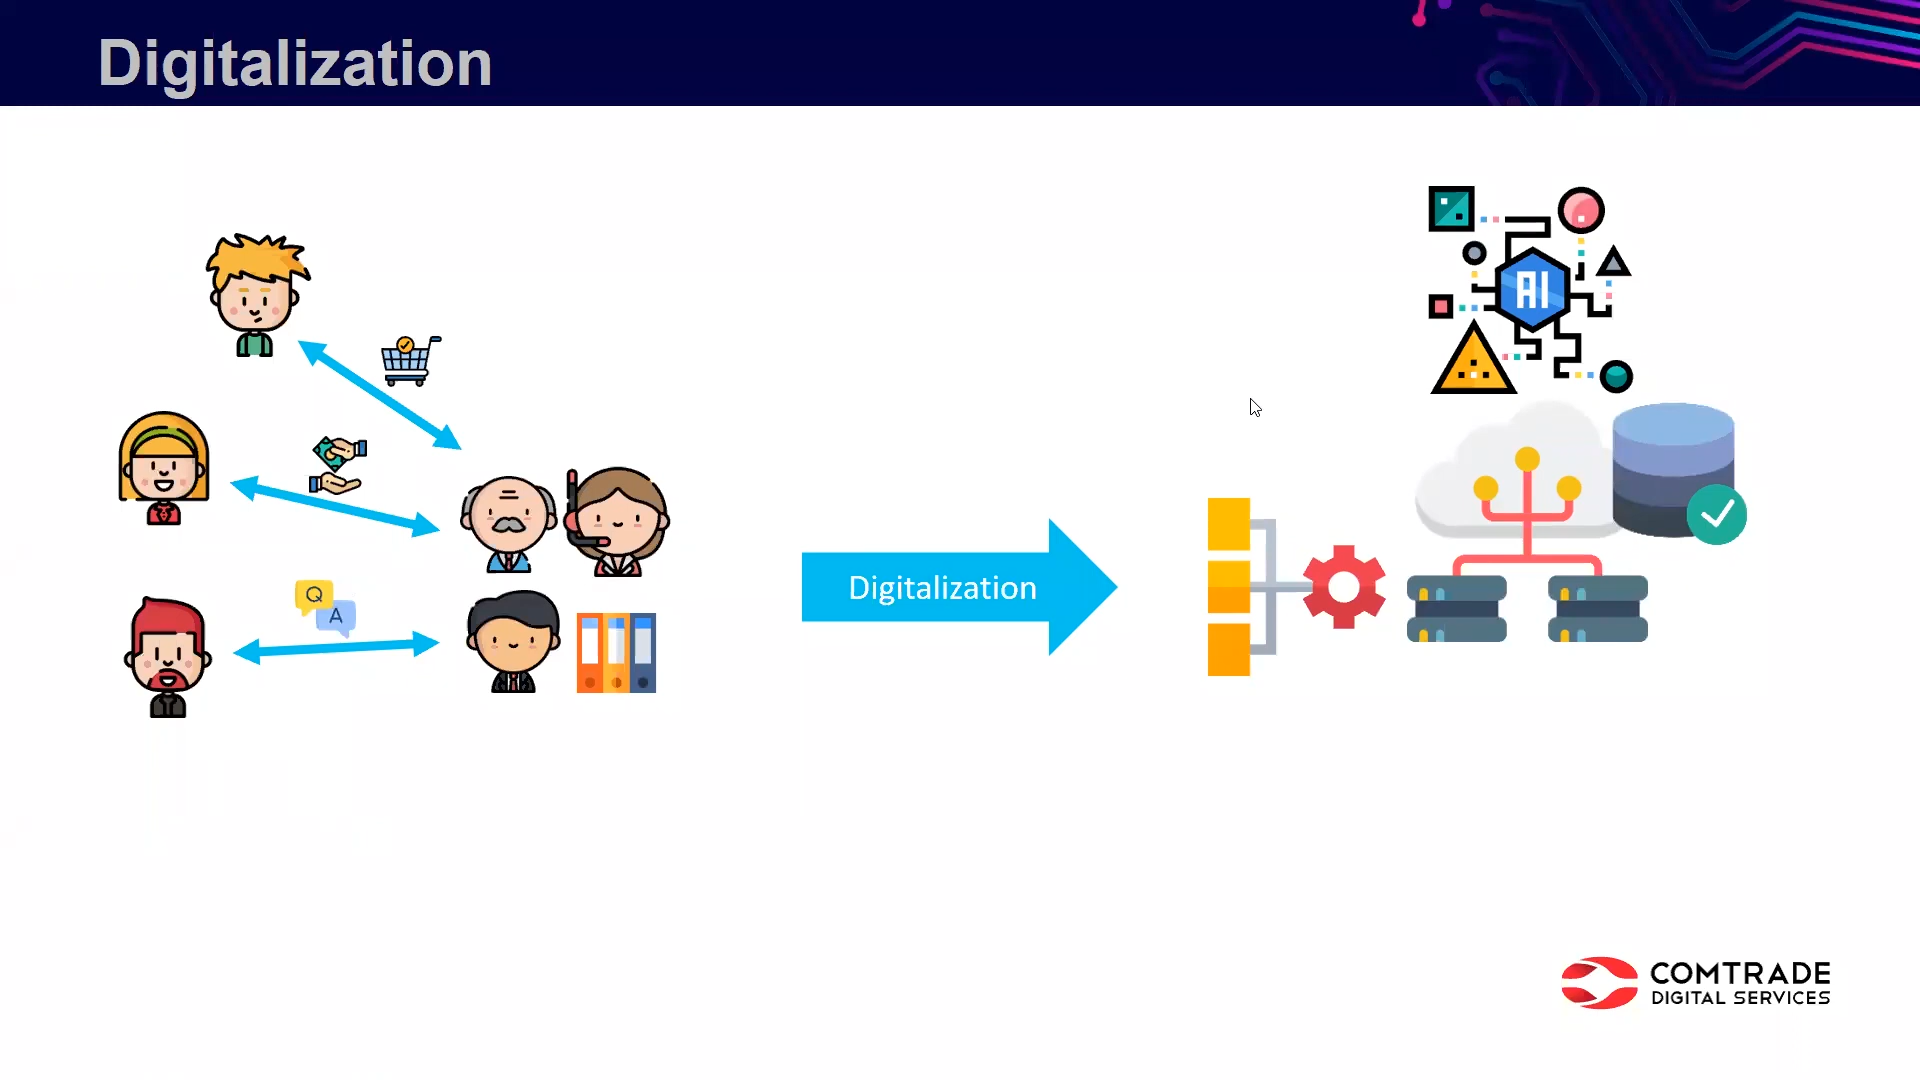 Digitalization
AI
Q
A
Digitalization
COMTRADE
DIGITAL SERVICES